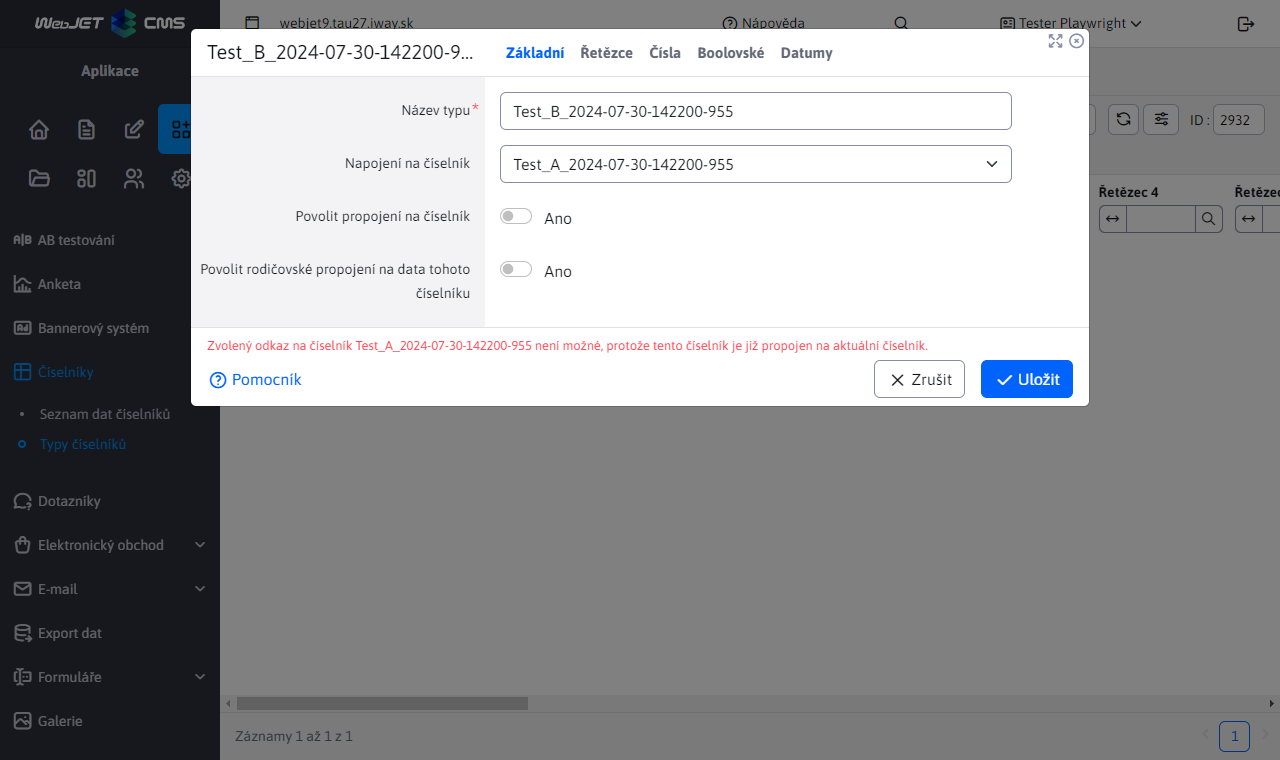 WebJET CMS
webjet9.tau27.iway.sk
Nápověda
Tester Playwright
Aplikace
Test_B_2024-07-30-142200-9...
Základní
Řetězce
Čísla
Boolovské
Datumy
Název typu*
Test_B_2024-07-30-142200-955
Napojení na číselník
Test_A_2024-07-30-142200-955
Povolit propojení na číselník
Ano
Povolit rodičovské propojení na data tohoto
číselníku
Ano
Zvolený odkaz na číselník Test_A_2024-07-30-142200-955 není možné, protože tento číselník je již propojen na aktuální číselník.
Pomocník
Zrušit
Uložit
ID :
2932
Řetězec 4
Řetězec
A|B AB testování
Anketa
Ad Bannerový systém
Číselníky
Seznam dat číselníků
Typy číselníků
Dotazníky
Elektronický obchod
E-mail
Export dat
Formuláře
Galerie
Záznamy 1 až 1 z 1
1